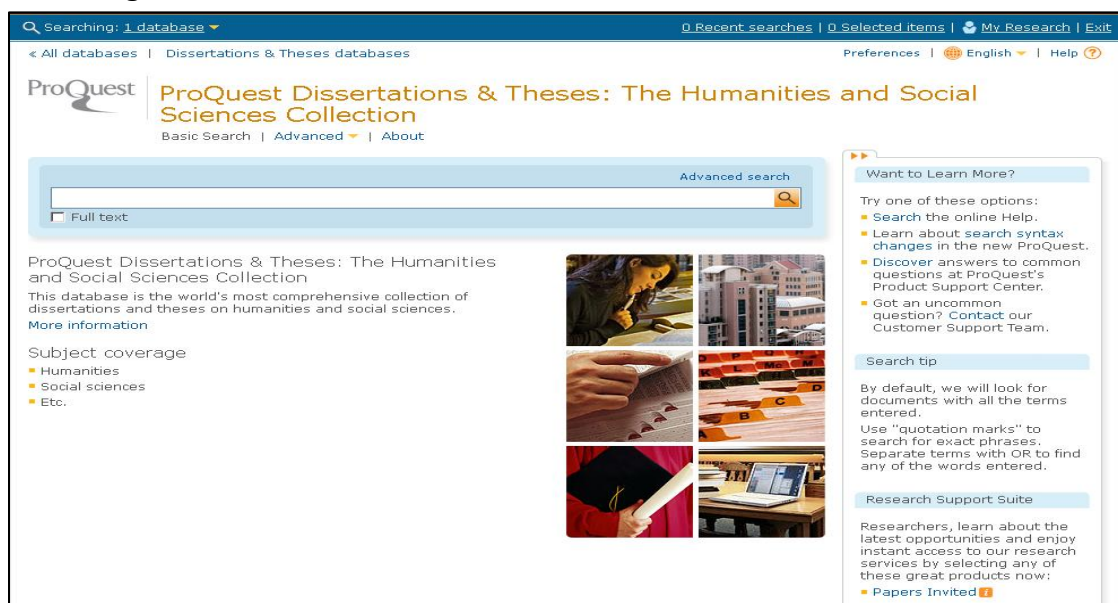 Searching: 1 database
0 Recent searches | 0 Selected items | My Research | Exit
« All databases | Dissertations & Theses databases
Preferences | English | Help ?
ProQuest
ProQuest Dissertations & Theses: The Humanities and Social
Sciences Collection
Basic Search | Advanced | About
Advanced search
Full text
ProQuest Dissertations & Theses: The Humanities
and Social Sciences Collection
This database is the world's most comprehensive collection of
dissertations and theses on humanities and social sciences.
More information
Subject coverage
Humanities
Social sciences
Etc.
Want to Learn More?
Try one of these options:
Search the online Help.
Learn about search syntax
changes in the new ProQuest.
Discover answers to common
questions at ProQuest's
Product Support Center.
Got an uncommon
question? Contact our
Customer Support Team.
Search tip
By default, we will look for
documents with all the terms
entered.
Use "quotation marks" to
search for exact phrases.
Separate terms with OR to find
any of the words entered.
Research Support Suite
Researchers, learn about the
latest opportunities and enjoy
instant access to our research
services by selecting any of
these great products now:
Papers Invited i